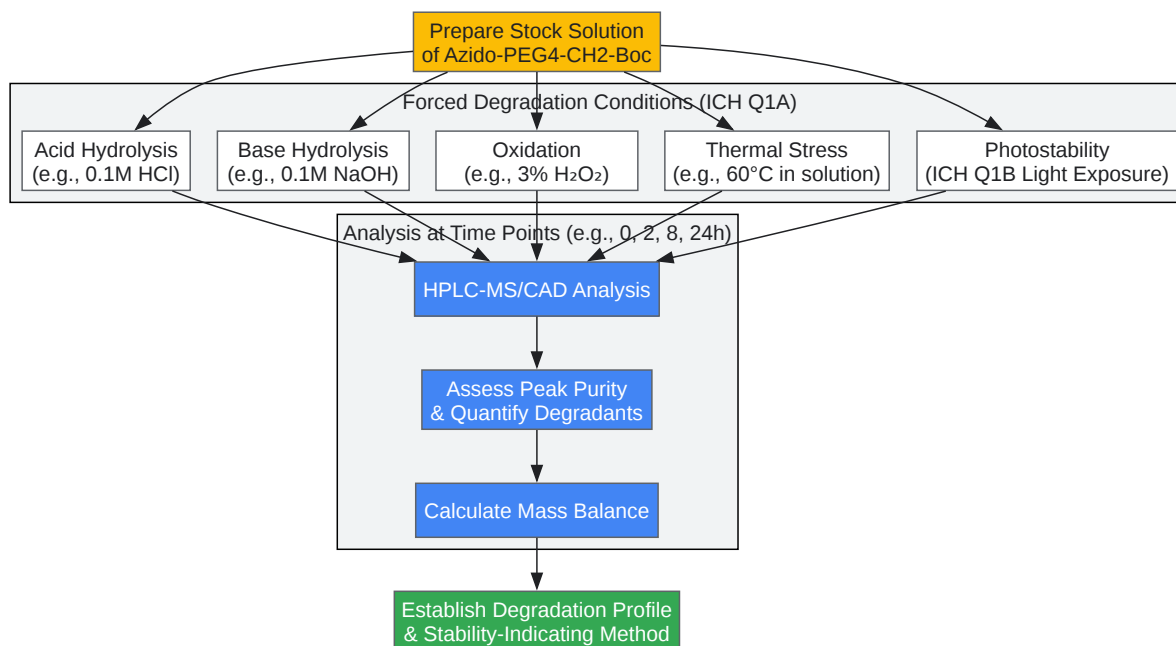 Prepare Stock Solution
of Azido-PEG4-CH2-Boc
Forced Degradation Conditions (ICH Q1A)
Acid Hydrolysis
(e.g., 0.1M HCl)
Base Hydrolysis
(e.g., 0.1M NaOH)
Oxidation
(e.g., 3% H₂O₂)
Thermal Stress
(e.g., 60°C in solution)
Photostability
(ICH Q1B Light Exposure)
Analysis at Time Points (e.g., 0, 2, 8, 24h)
HPLC-MS/CAD Analysis
Assess Peak Purity
& Quantify Degradants
Calculate Mass Balance
Establish Degradation Profile
& Stability-Indicating Method